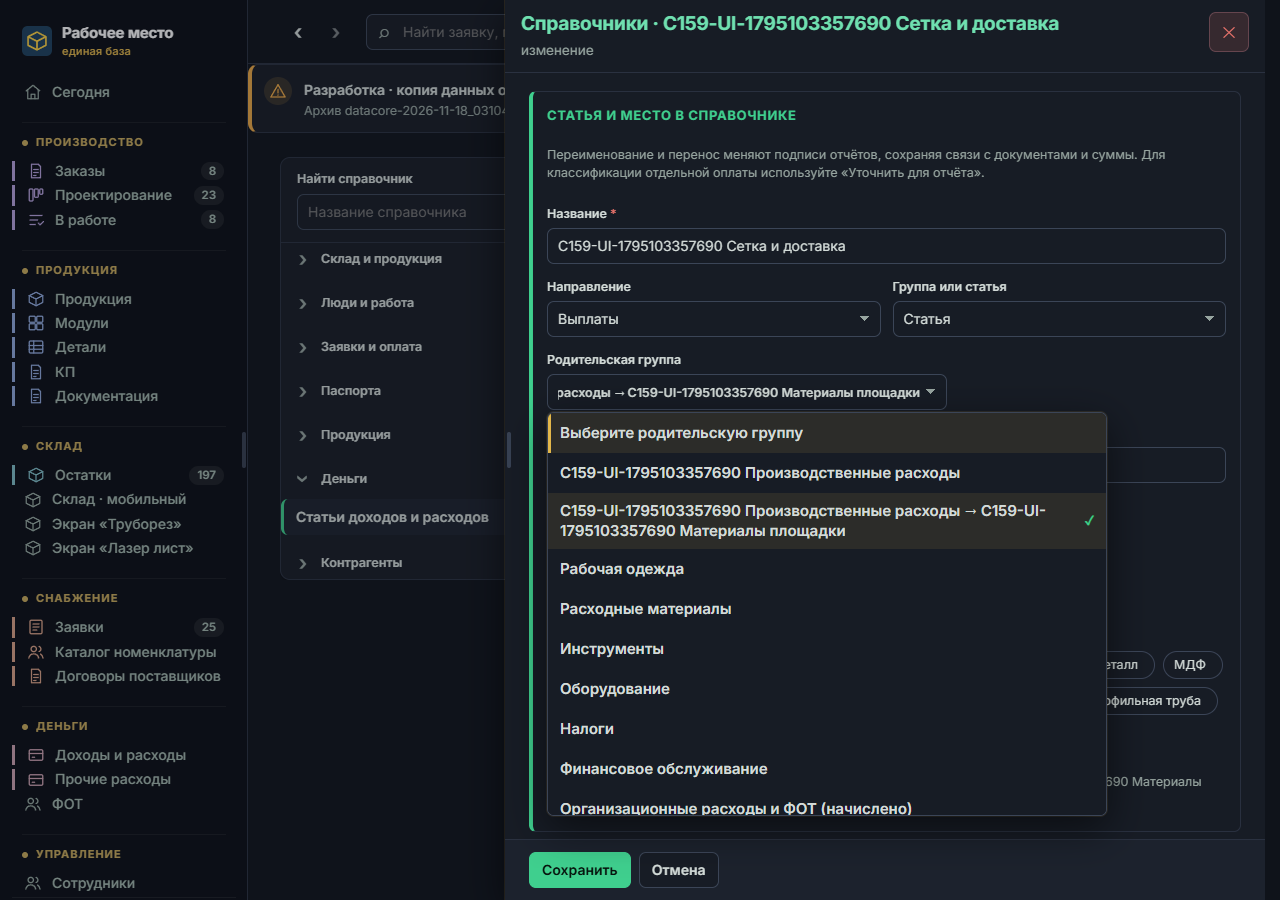 Рабочее место
единая база
Сегодня
ПРОИЗВОДСТВО
Заказы 8
Проектирование 23
В работе 8
ПРОДУКЦИЯ
Продукция
Модули
Детали
КП
Документация
СКЛАД
Остатки 197
Склад · мобильный
Экран «Труборез»
Экран «Лазер лист»
СНАБЖЕНИЕ
Заявки 25
Каталог номенклатуры
Договоры поставщиков
ДЕНЬГИ
Доходы и расходы
Прочие расходы
ФОТ
УПРАВЛЕНИЕ
Сотрудники
Найти заявку,
Разработка · копия данных о
Архив datacore-2026-11-18_03104
Найти справочник
Название справочника
Склад и продукция
Люди и работа
Заявки и оплата
Паспорта
Продукция
Деньги
Статьи доходов и расходов
Контрагенты
Справочники · C159-UI-1795103357690 Сетка и доставка
изменение
СТАТЬЯ И МЕСТО В СПРАВОЧНИКЕ
Переименование и перенос меняют подписи отчётов, сохраняя связи с документами и суммы. Для
классификации отдельной оплаты используйте «Уточнить для отчёта».
Название *
C159-UI-1795103357690 Сетка и доставка
Направление
Группа или статья
Выплаты
Статья
Родительская группа
расходы → C159-UI-1795103357690 Материалы площадки
Выберите родительскую группу
C159-UI-1795103357690 Производственные расходы
C159-UI-1795103357690 Производственные расходы → C159-UI-
1795103357690 Материалы площадки
Рабочая одежда
Расходные материалы
Инструменты
Оборудование
Налоги
Финансовое обслуживание
Организационные расходы и ФОТ (начислено)
еталл
МДФ
офильная труба
690 Материалы
Сохранить
Отмена